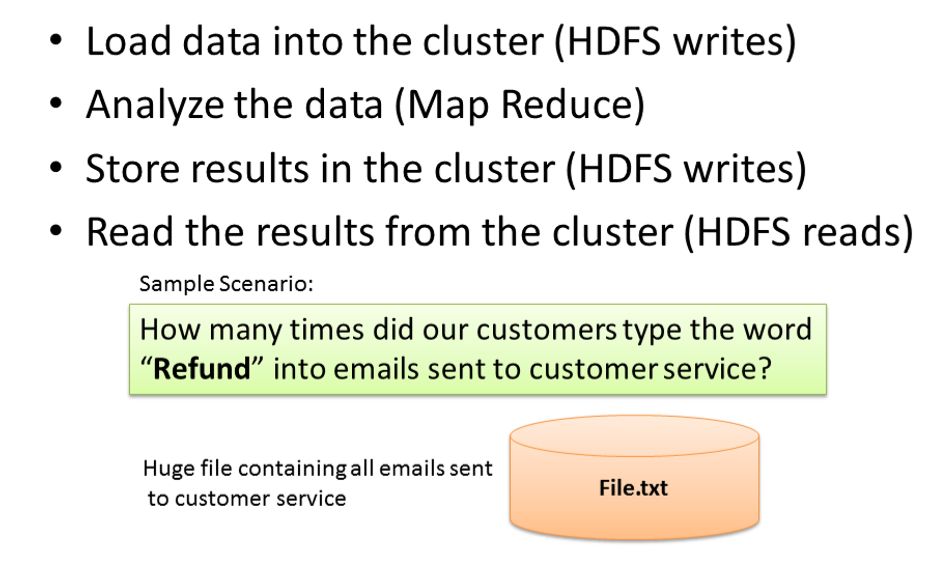 • Load data into the cluster (HDFS writes)
• Analyze the data (Map Reduce)
• Store results in the cluster (HDFS writes)
• Read the results from the cluster (HDFS reads)
Sample Scenario:
How many times did our customers type the word
“Refund” into emails sent to customer service?
Huge file containing all emails sent
to customer service
File.txt